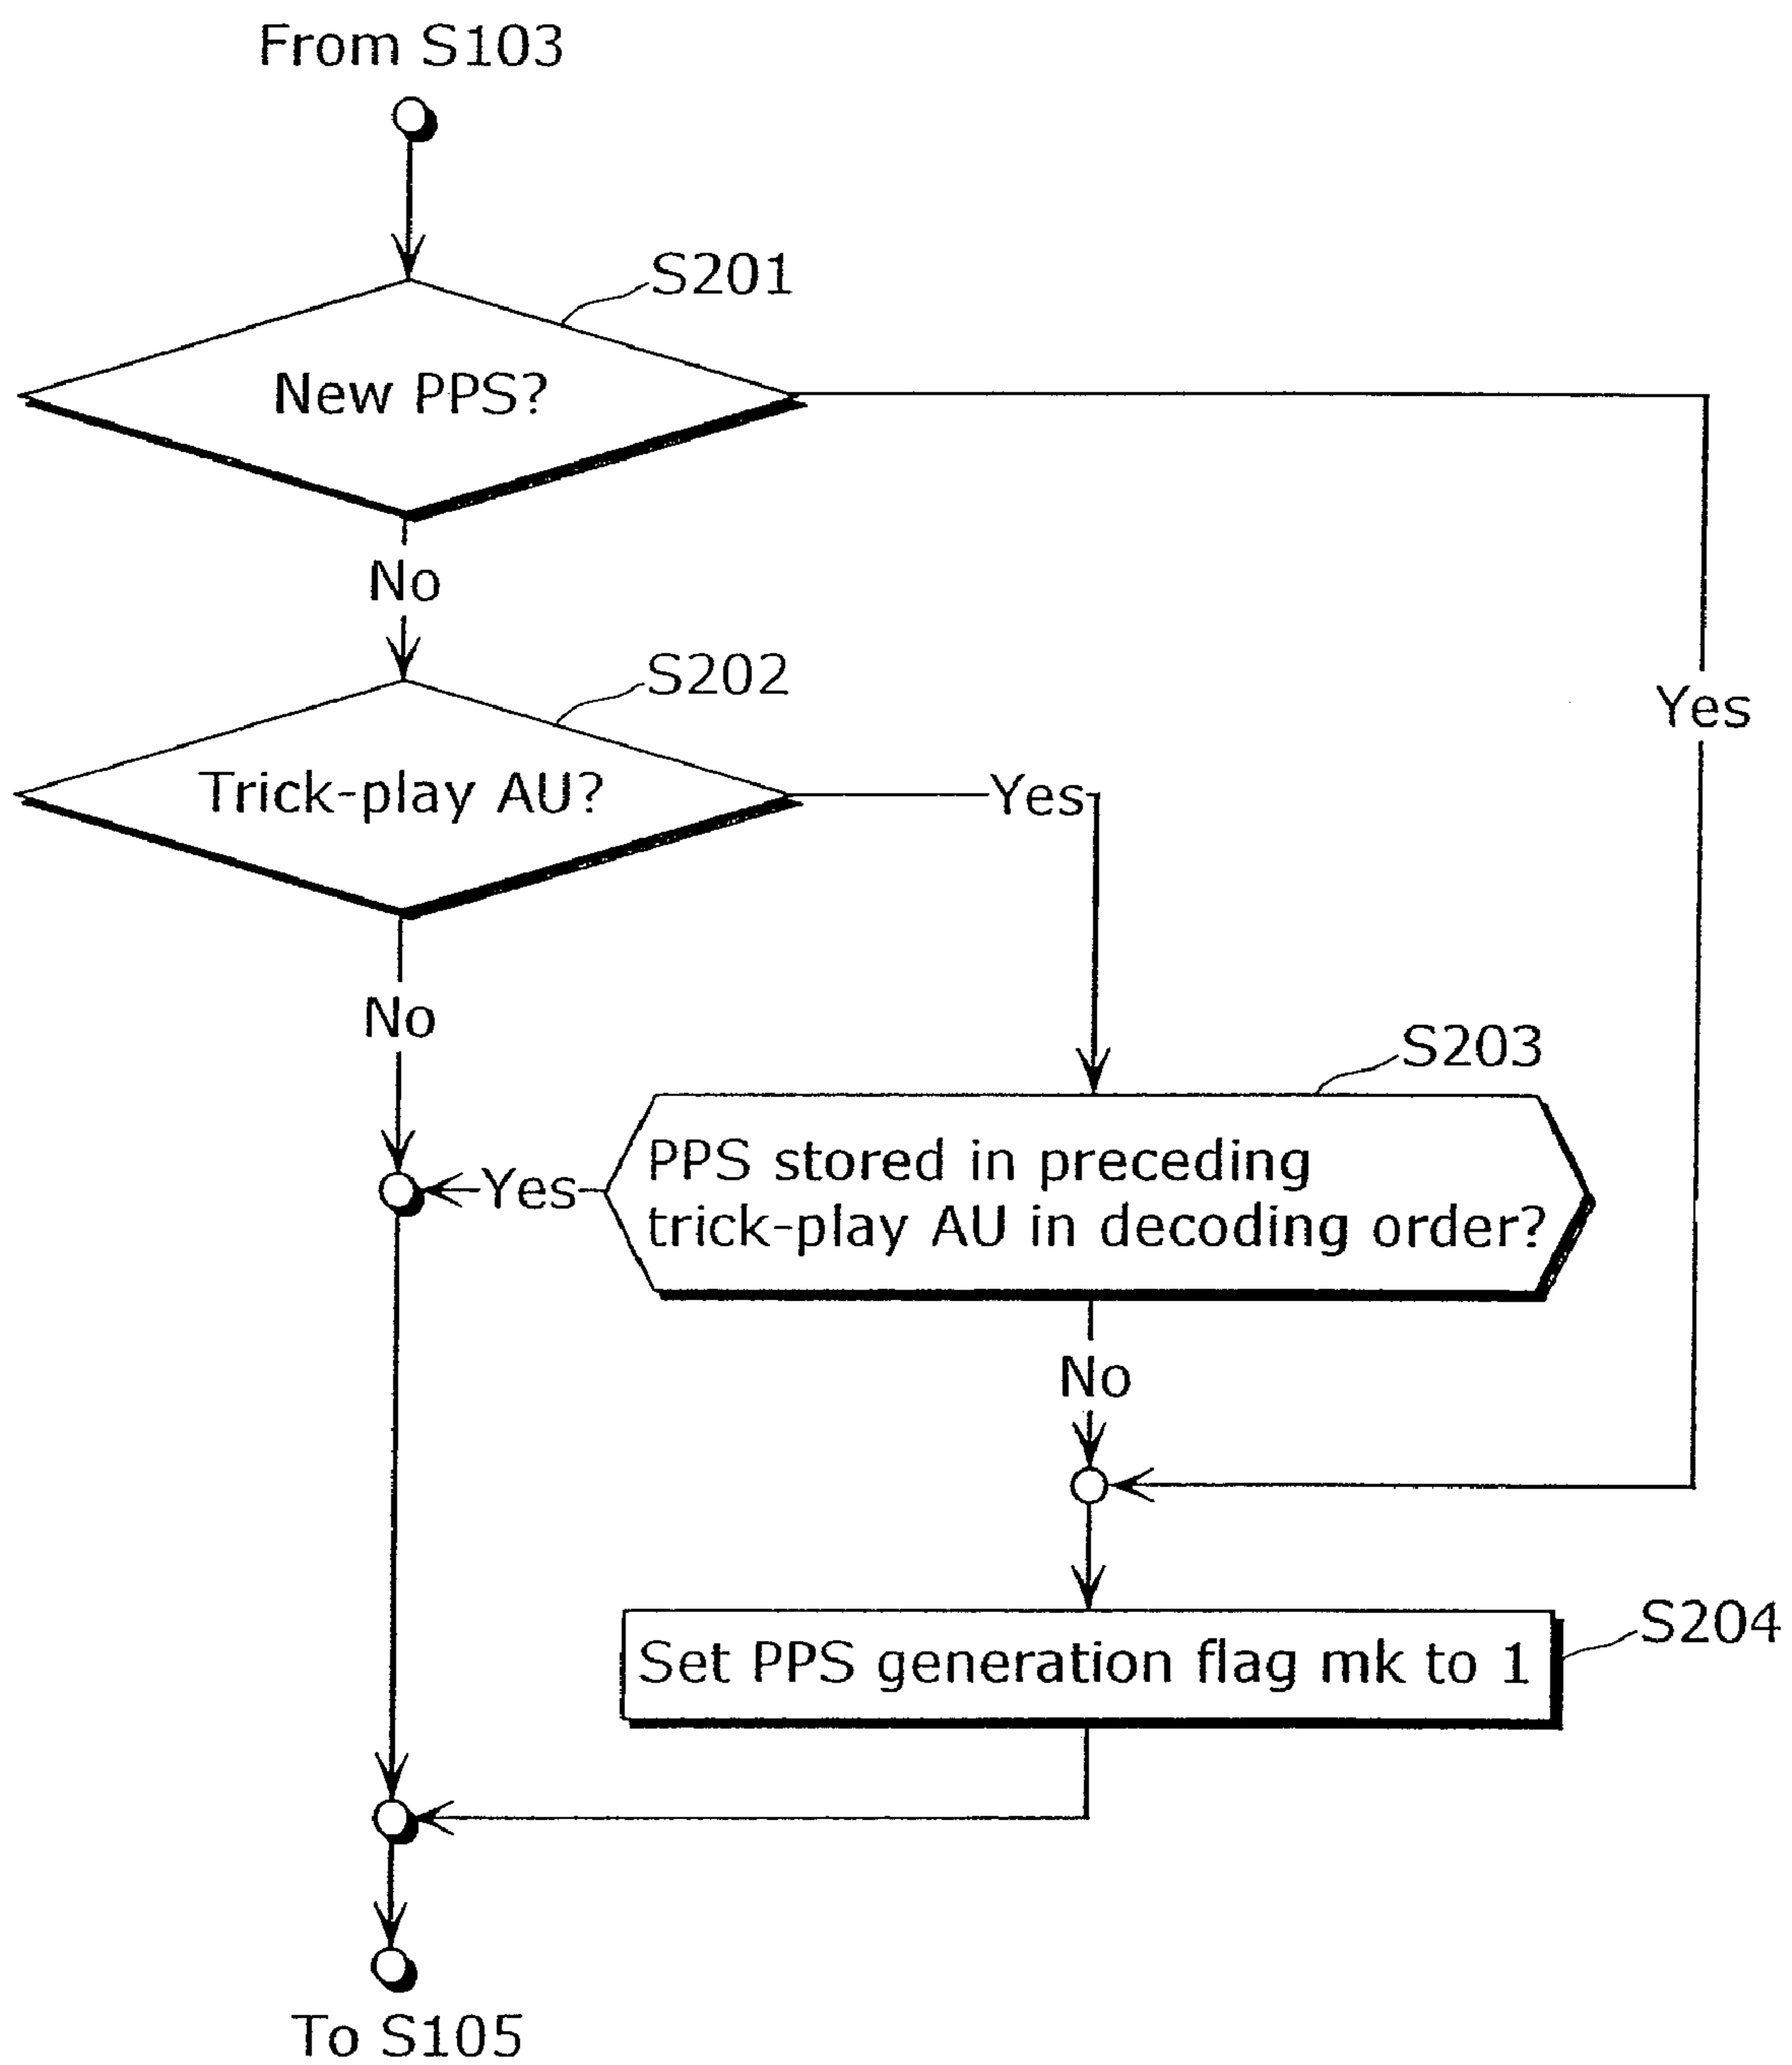 From S103
S201
New PPS?
No
Yes
S202
Trick-play AU?
Yes
No
S203
PPS stored in preceding
trick-play AU in decoding order?
Yes
No
S204
Set PPS generation flag mk to 1
To S105